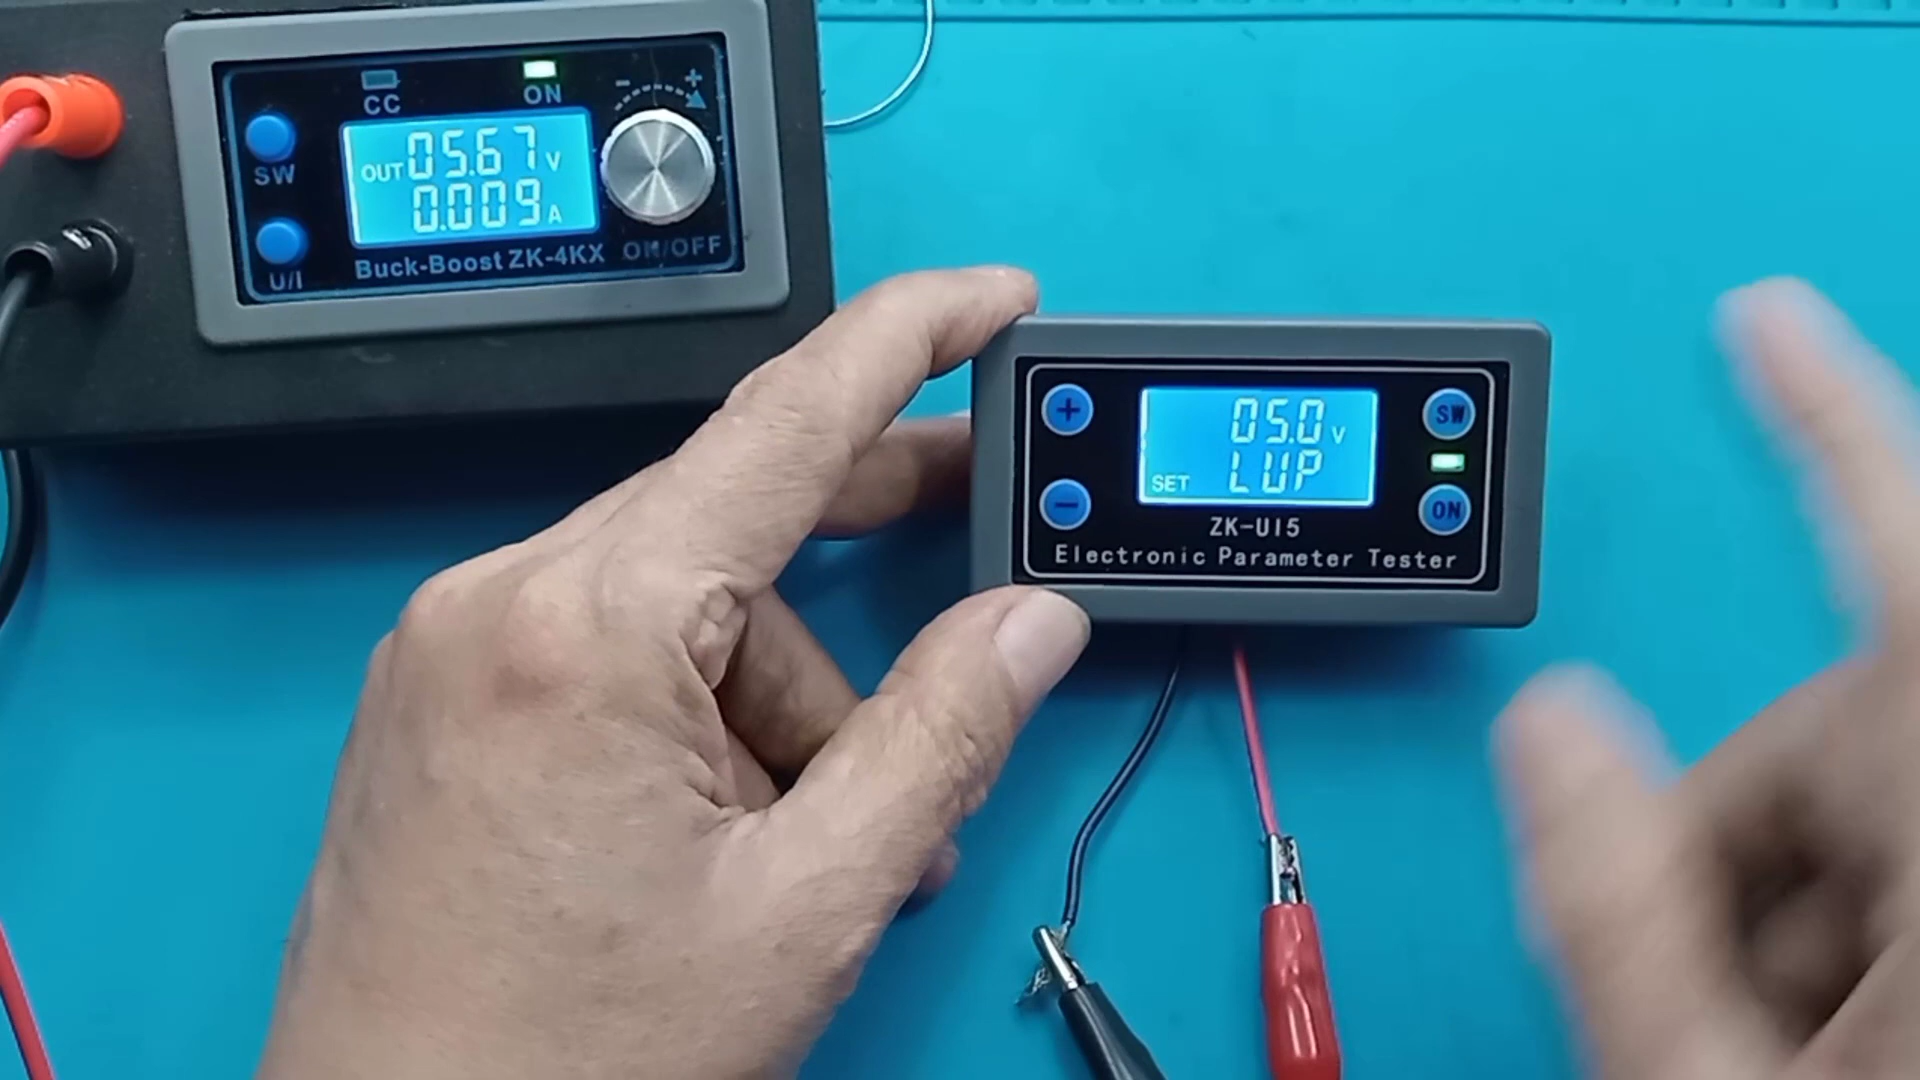 CC
ON
− +
SW
OUT 05.67 V
0.009 A
U/I
Buck-Boost ZK-4KX
ON/OFF
+
05.0 V
SW
SET LUP
−
ON
ZK-UI5
Electronic Parameter Tester